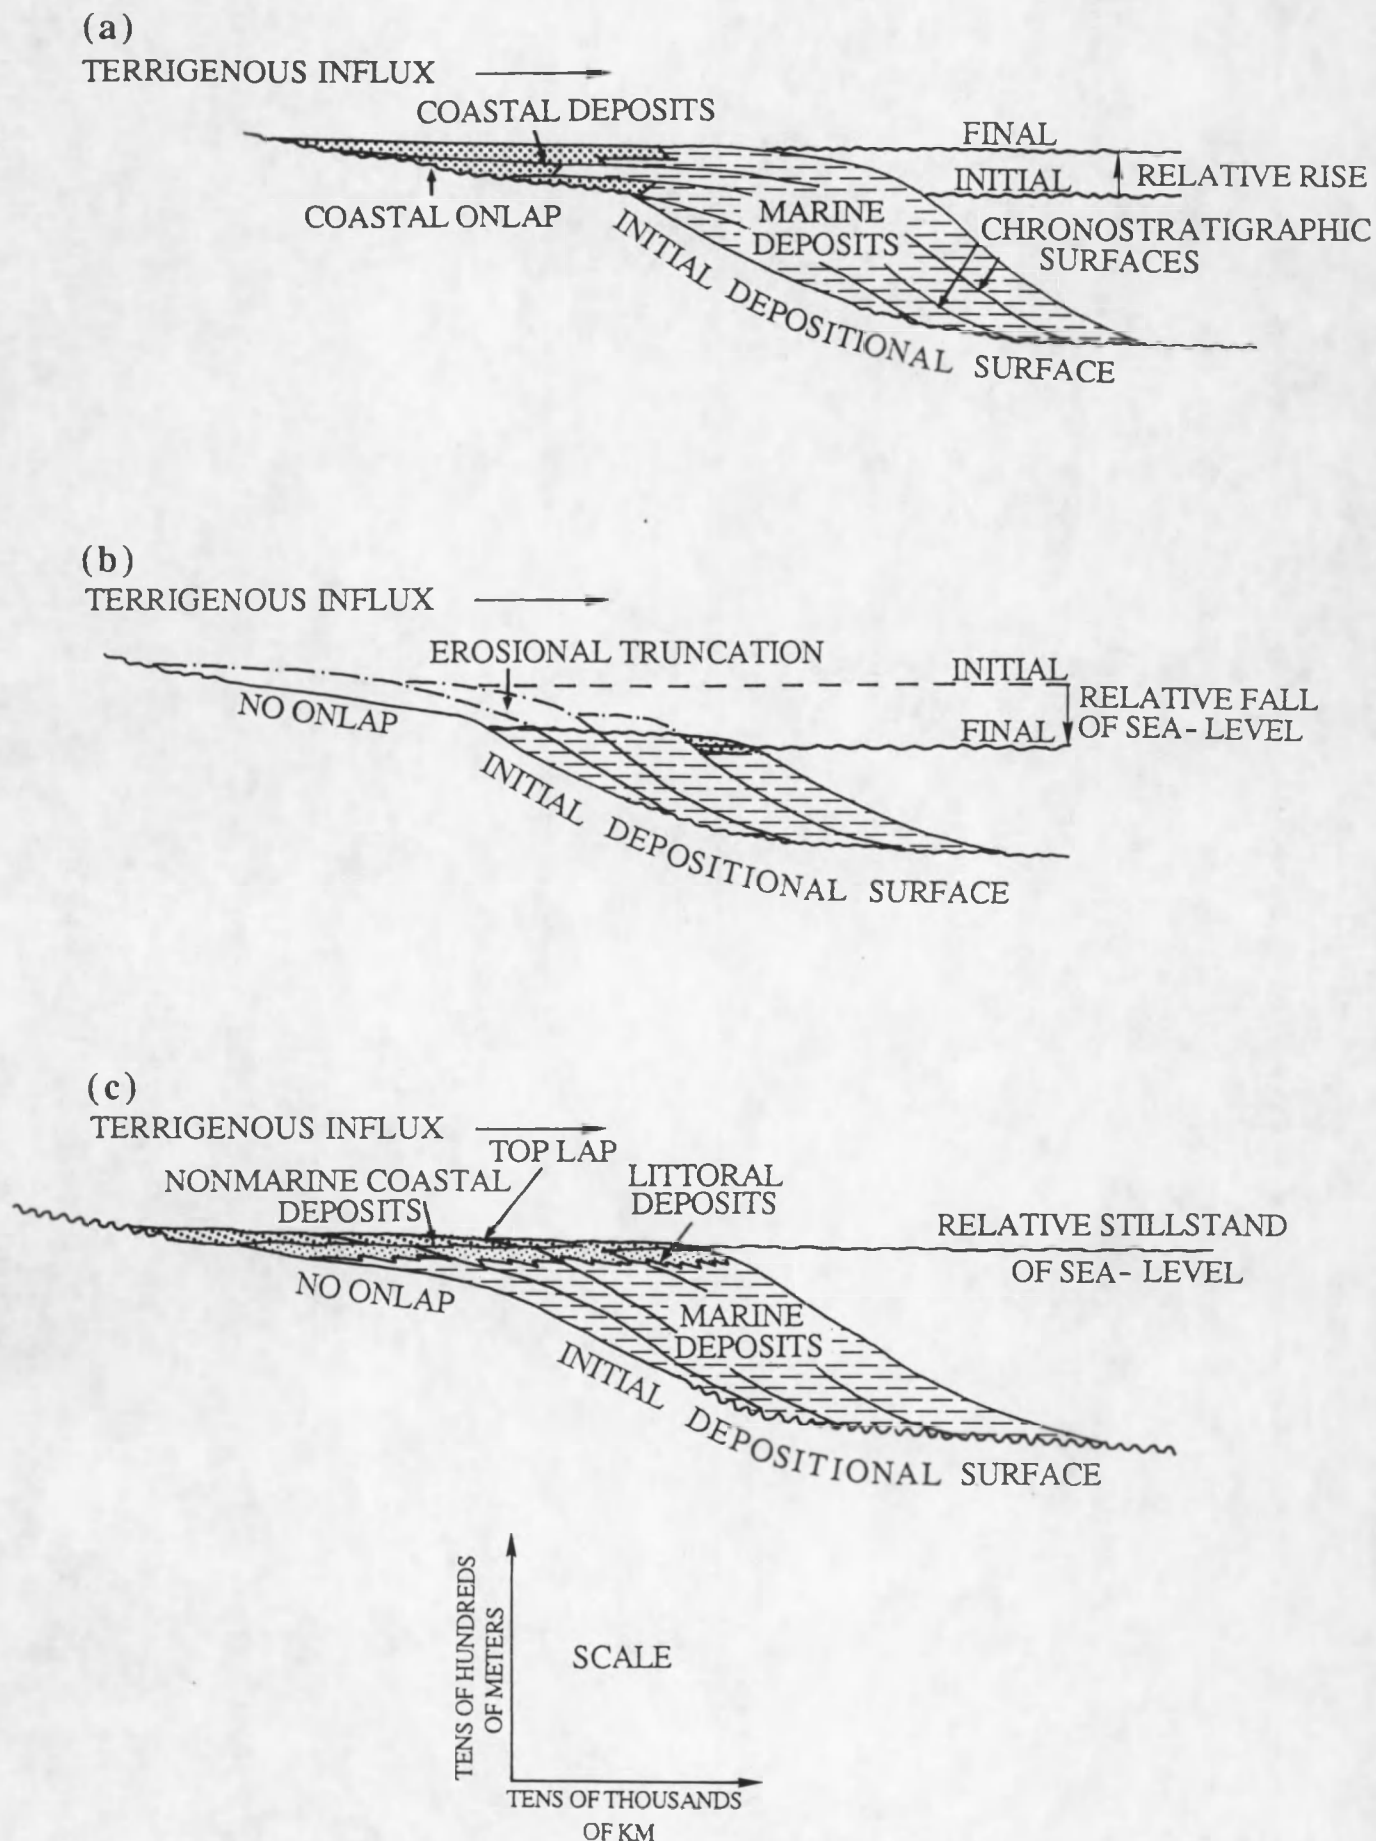 (a)
TERRIGENOUS INFLUX
COASTAL DEPOSITS
FINAL
INITIAL
RELATIVE RISE
COASTAL ONLAP
MARINE
DEPOSITS
CHRONOSTRATIGRAPHIC
SURFACES
INITIAL DEPOSITIONAL SURFACE
(b)
TERRIGENOUS INFLUX
EROSIONAL TRUNCATION
INITIAL
RELATIVE FALL
OF SEA-LEVEL
NO ONLAP
FINAL
INITIAL DEPOSITIONAL SURFACE
(c)
TERRIGENOUS INFLUX
TOP LAP
NONMARINE COASTAL
DEPOSITS
LITTORAL
DEPOSITS
RELATIVE STILLSTAND
OF SEA-LEVEL
NO ONLAP
MARINE
DEPOSITS
INITIAL DEPOSITIONAL SURFACE
TENS OF HUNDREDS
OF METERS
SCALE
TENS OF THOUSANDS
OF KM